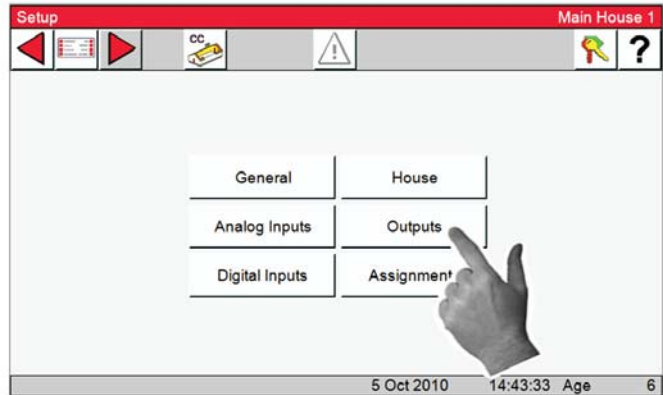 Setup Main House 1
CC ?
General House
Analog Inputs Outputs
Digital Inputs Assignment
5 Oct 2010 14:43:33 Age 6